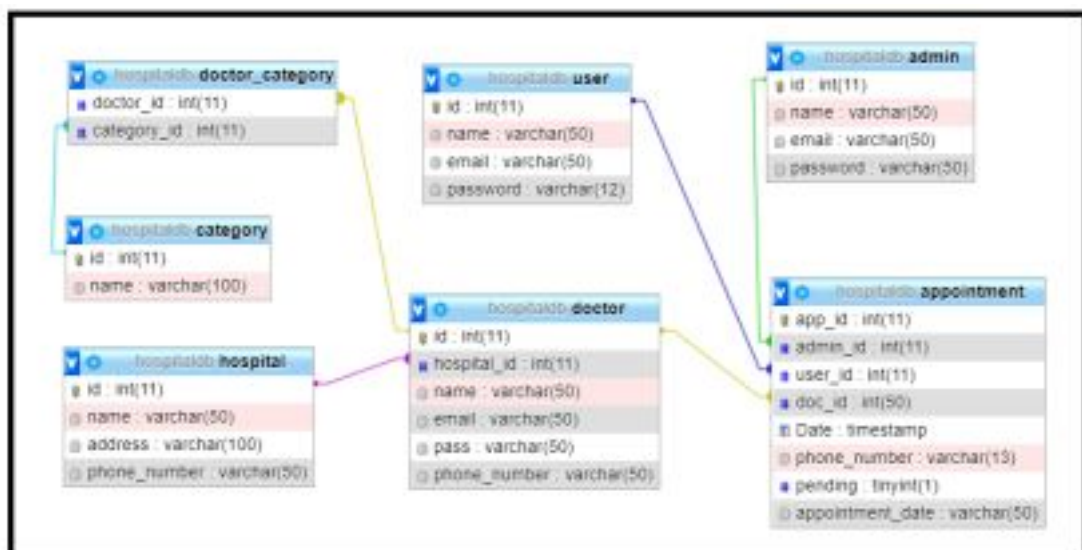 hospitaldb doctor_category
doctor_id : int(11)
category_id : int(11)
hospitaldb user
id : int(11)
name : varchar(50)
email : varchar(50)
password : varchar(12)
hospitaldb admin
id : int(11)
name : varchar(50)
email : varchar(50)
password : varchar(50)
hospitaldb category
id : int(11)
name : varchar(100)
hospitaldb hospital
id : int(11)
name : varchar(50)
address : varchar(100)
phone_number : varchar(50)
hospitaldb doctor
id : int(11)
hospital_id : int(11)
name : varchar(50)
email : varchar(50)
pass : varchar(50)
phone_number : varchar(50)
hospitaldb appointment
app_id : int(11)
admin_id : int(11)
user_id : int(11)
doc_id : int(50)
Date : timestamp
phone_number : varchar(13)
pending : tinyint(1)
appointment_date : varchar(50)